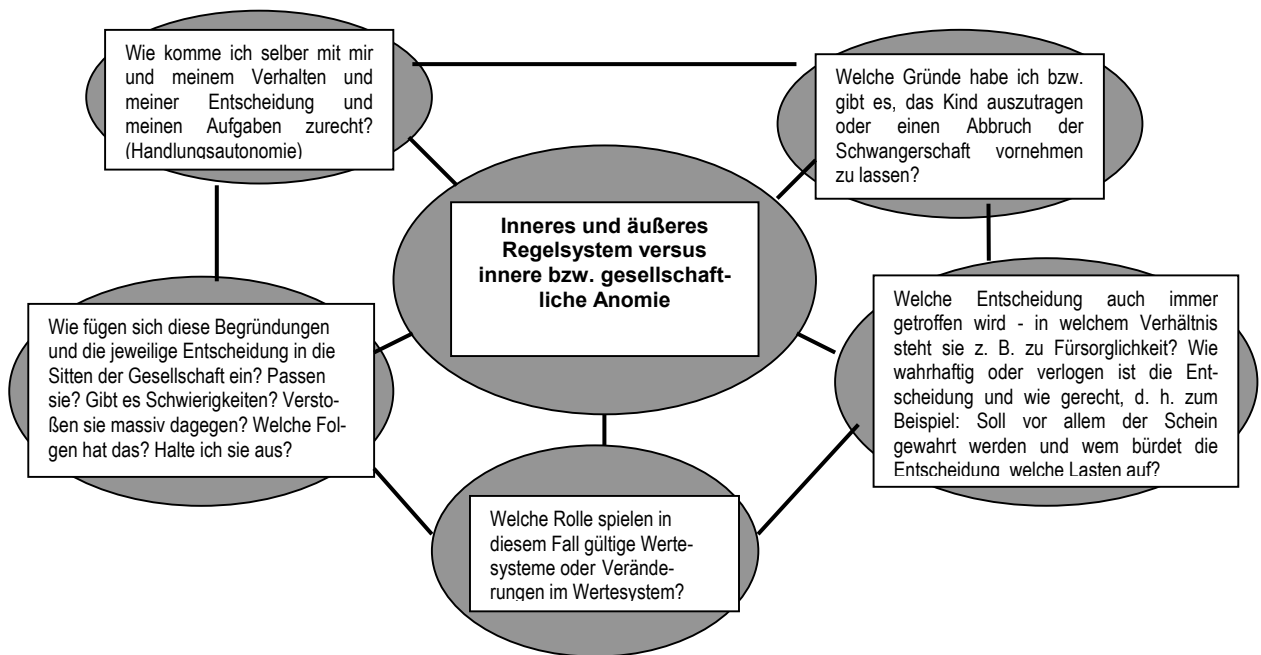 Wie komme ich selber mit mir
und meinem Verhalten und
meiner Entscheidung und
meinen Aufgaben zurecht?
(Handlungsautonomie)
Welche Gründe habe ich bzw.
gibt es, das Kind auszutragen
oder einen Abbruch der
Schwangerschaft vornehmen
zu lassen?
Inneres und äußeres
Regelsystem versus
innere bzw. gesellschaft-
liche Anomie
Wie fügen sich diese Begründungen
und die jeweilige Entscheidung in die
Sitten der Gesellschaft ein? Passen
sie? Gibt es Schwierigkeiten? Versto-
ßen sie massiv dagegen? Welche Fol-
gen hat das? Halte ich sie aus?
Welche Entscheidung auch immer
getroffen wird - in welchem Verhältnis
steht sie z. B. zu Fürsorglichkeit? Wie
wahrhaftig oder verlogen ist die Ent-
scheidung und wie gerecht, d. h. zum
Beispiel: Soll vor allem der Schein
gewahrt werden und wem bürdet die
Entscheidung welche Lasten auf?
Welche Rolle spielen in
diesem Fall gültige Werte-
systeme oder Verände-
rungen im Wertesystem?